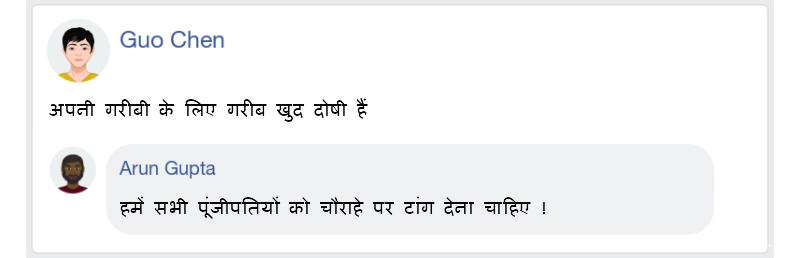 Guo Chen
अपनी गरीबी के लिए गरीब खुद दोषी हैं
Arun Gupta
हमें सभी पूंजीपतियों को चौराहे पर टांग देना चाहिए !